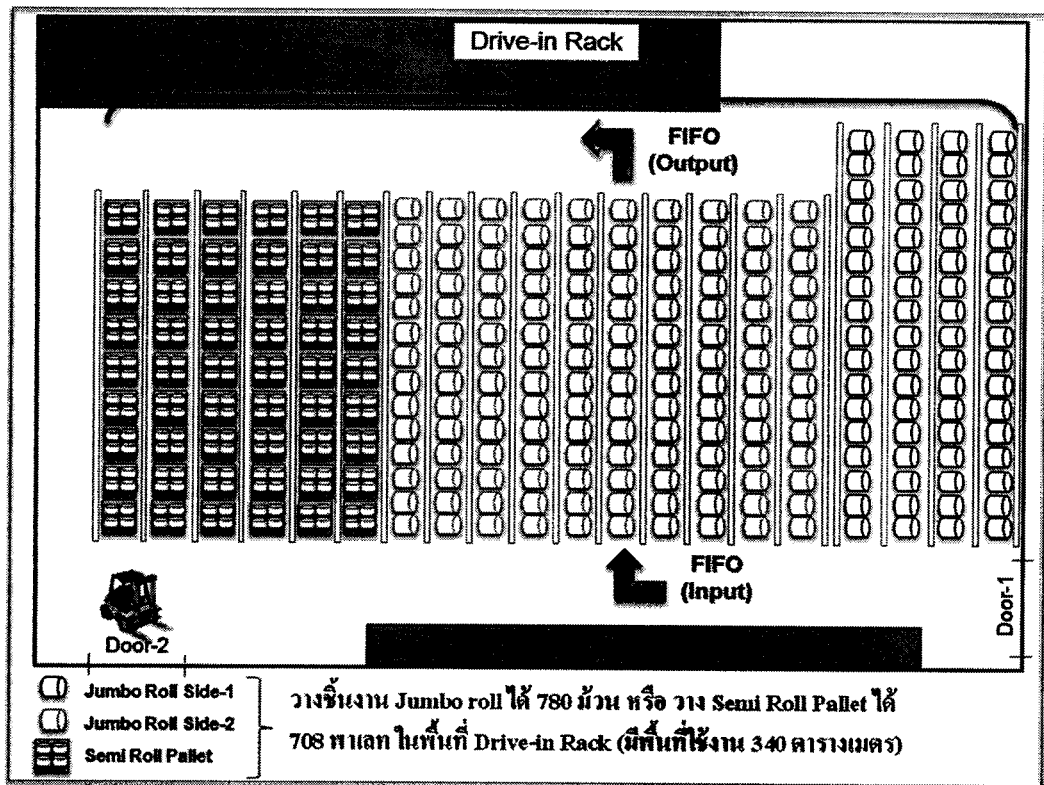 Drive-in Rack
FIFO
(Output)
FIFO
(Input)
Door-1
Door-2
Jumbo Roll Side-1
Jumbo Roll Side-2
Semi Roll Pallet
วางชิ้นงาน Jumbo roll ได้ 780 ม้วน หรือ วาง Semi Roll Pallet ได้
708 พาเลท ในพื้นที่ Drive-in Rack (มีพื้นที่ใช้งาน 340 ตารางเมตร)